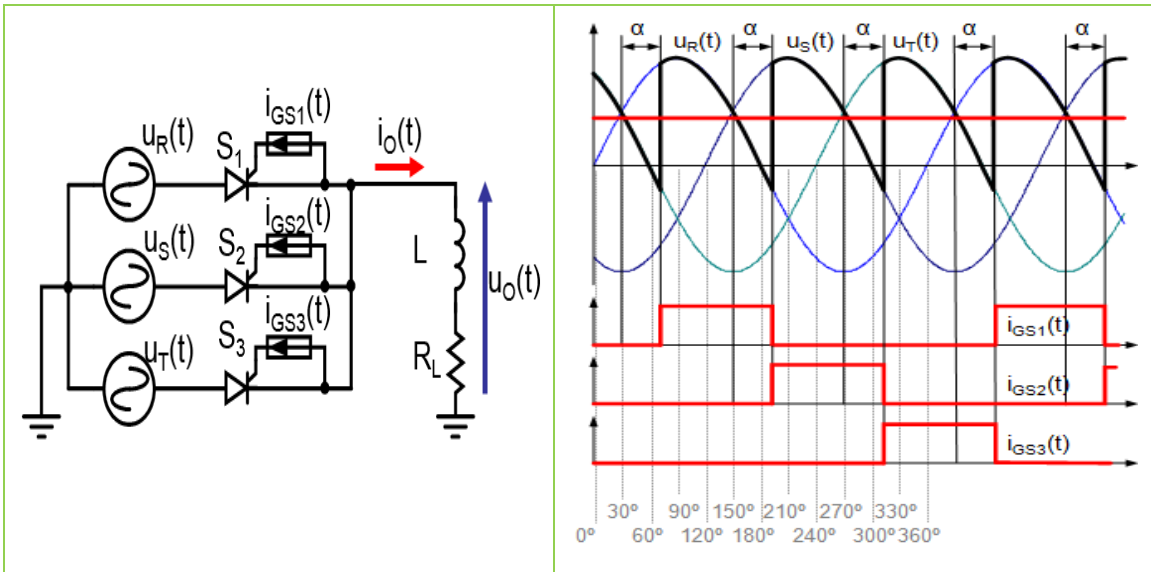 iGS1(t)
uR(t)
S1
iO(t)
iGS2(t)
uS(t)
S2
L
uO(t)
iGS3(t)
uT(t)
S3
RL
α uR(t) α uS(t) α uT(t) α α
iGS1(t)
iGS2(t)
iGS3(t)
30º 90º 150º 210º 270º 330º
0º 60º 120º 180º 240º 300º 360º